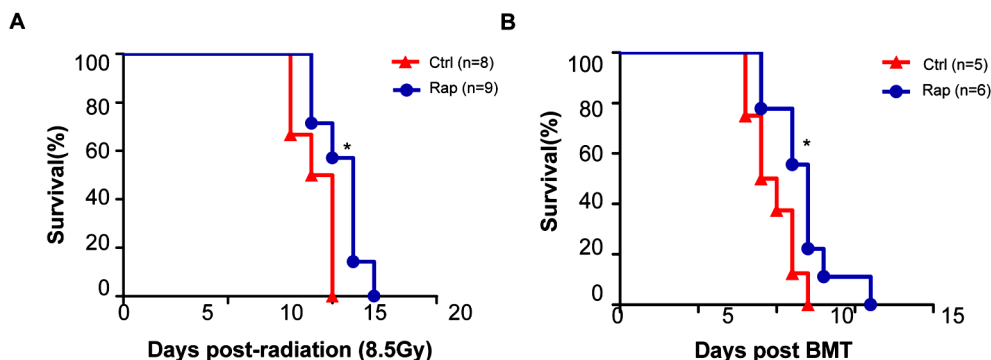 A
Survival(%)
100
80
60
40
20
0
0
5
10
15
20
Days post-radiation (8.5Gy)
Ctrl (n=8)
Rap (n=9)
*
B
Survival(%)
100
80
60
40
20
0
0
5
10
15
Days post BMT
Ctrl (n=5)
Rap (n=6)
*